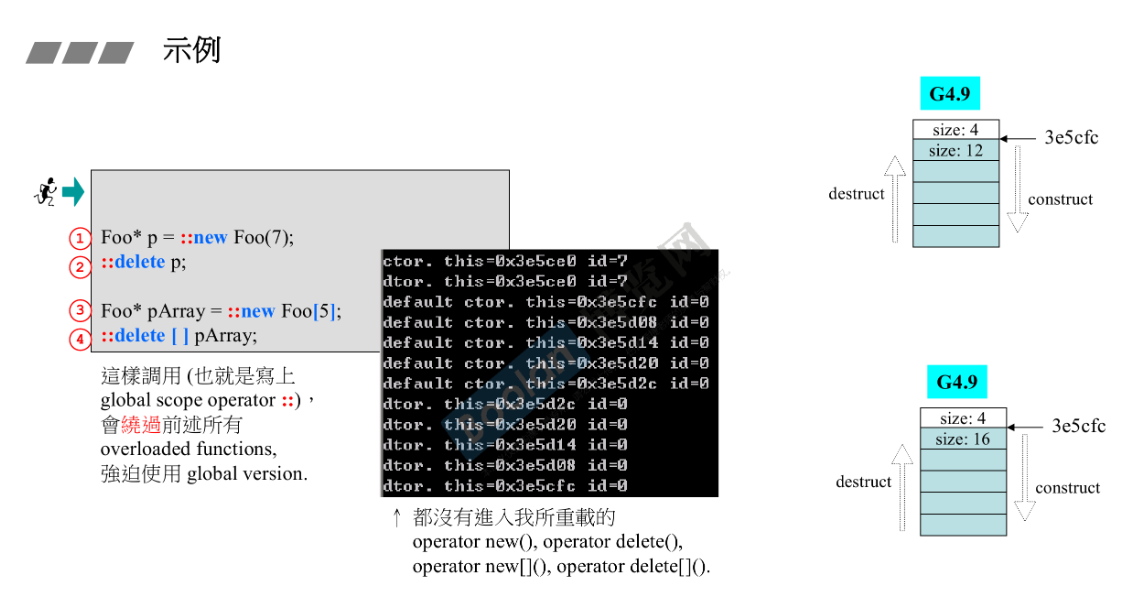 示例
① Foo* p = ::new Foo(7);
② ::delete p;
③ Foo* pArray = ::new Foo[5];
④ ::delete [ ] pArray;
這樣調用 (也就是寫上
global scope operator ::)，
會繞過前述所有
overloaded functions,
強迫使用 global version.
ctor. this=0x3e5ce0 id=7
dtor. this=0x3e5ce0 id=7
default ctor. this=0x3e5cfc id=0
default ctor. this=0x3e5d08 id=0
default ctor. this=0x3e5d14 id=0
default ctor. this=0x3e5d20 id=0
default ctor. this=0x3e5d2c id=0
dtor. this=0x3e5d2c id=0
dtor. this=0x3e5d20 id=0
dtor. this=0x3e5d14 id=0
dtor. this=0x3e5d08 id=0
dtor. this=0x3e5cfc id=0
↑ 都沒有進入我所重載的
operator new(), operator delete(),
operator new[](), operator delete[]().
G4.9
size: 4
3e5cfc
size: 12
destruct
construct
G4.9
size: 4
3e5cfc
size: 16
destruct
construct
Boolan
博览网